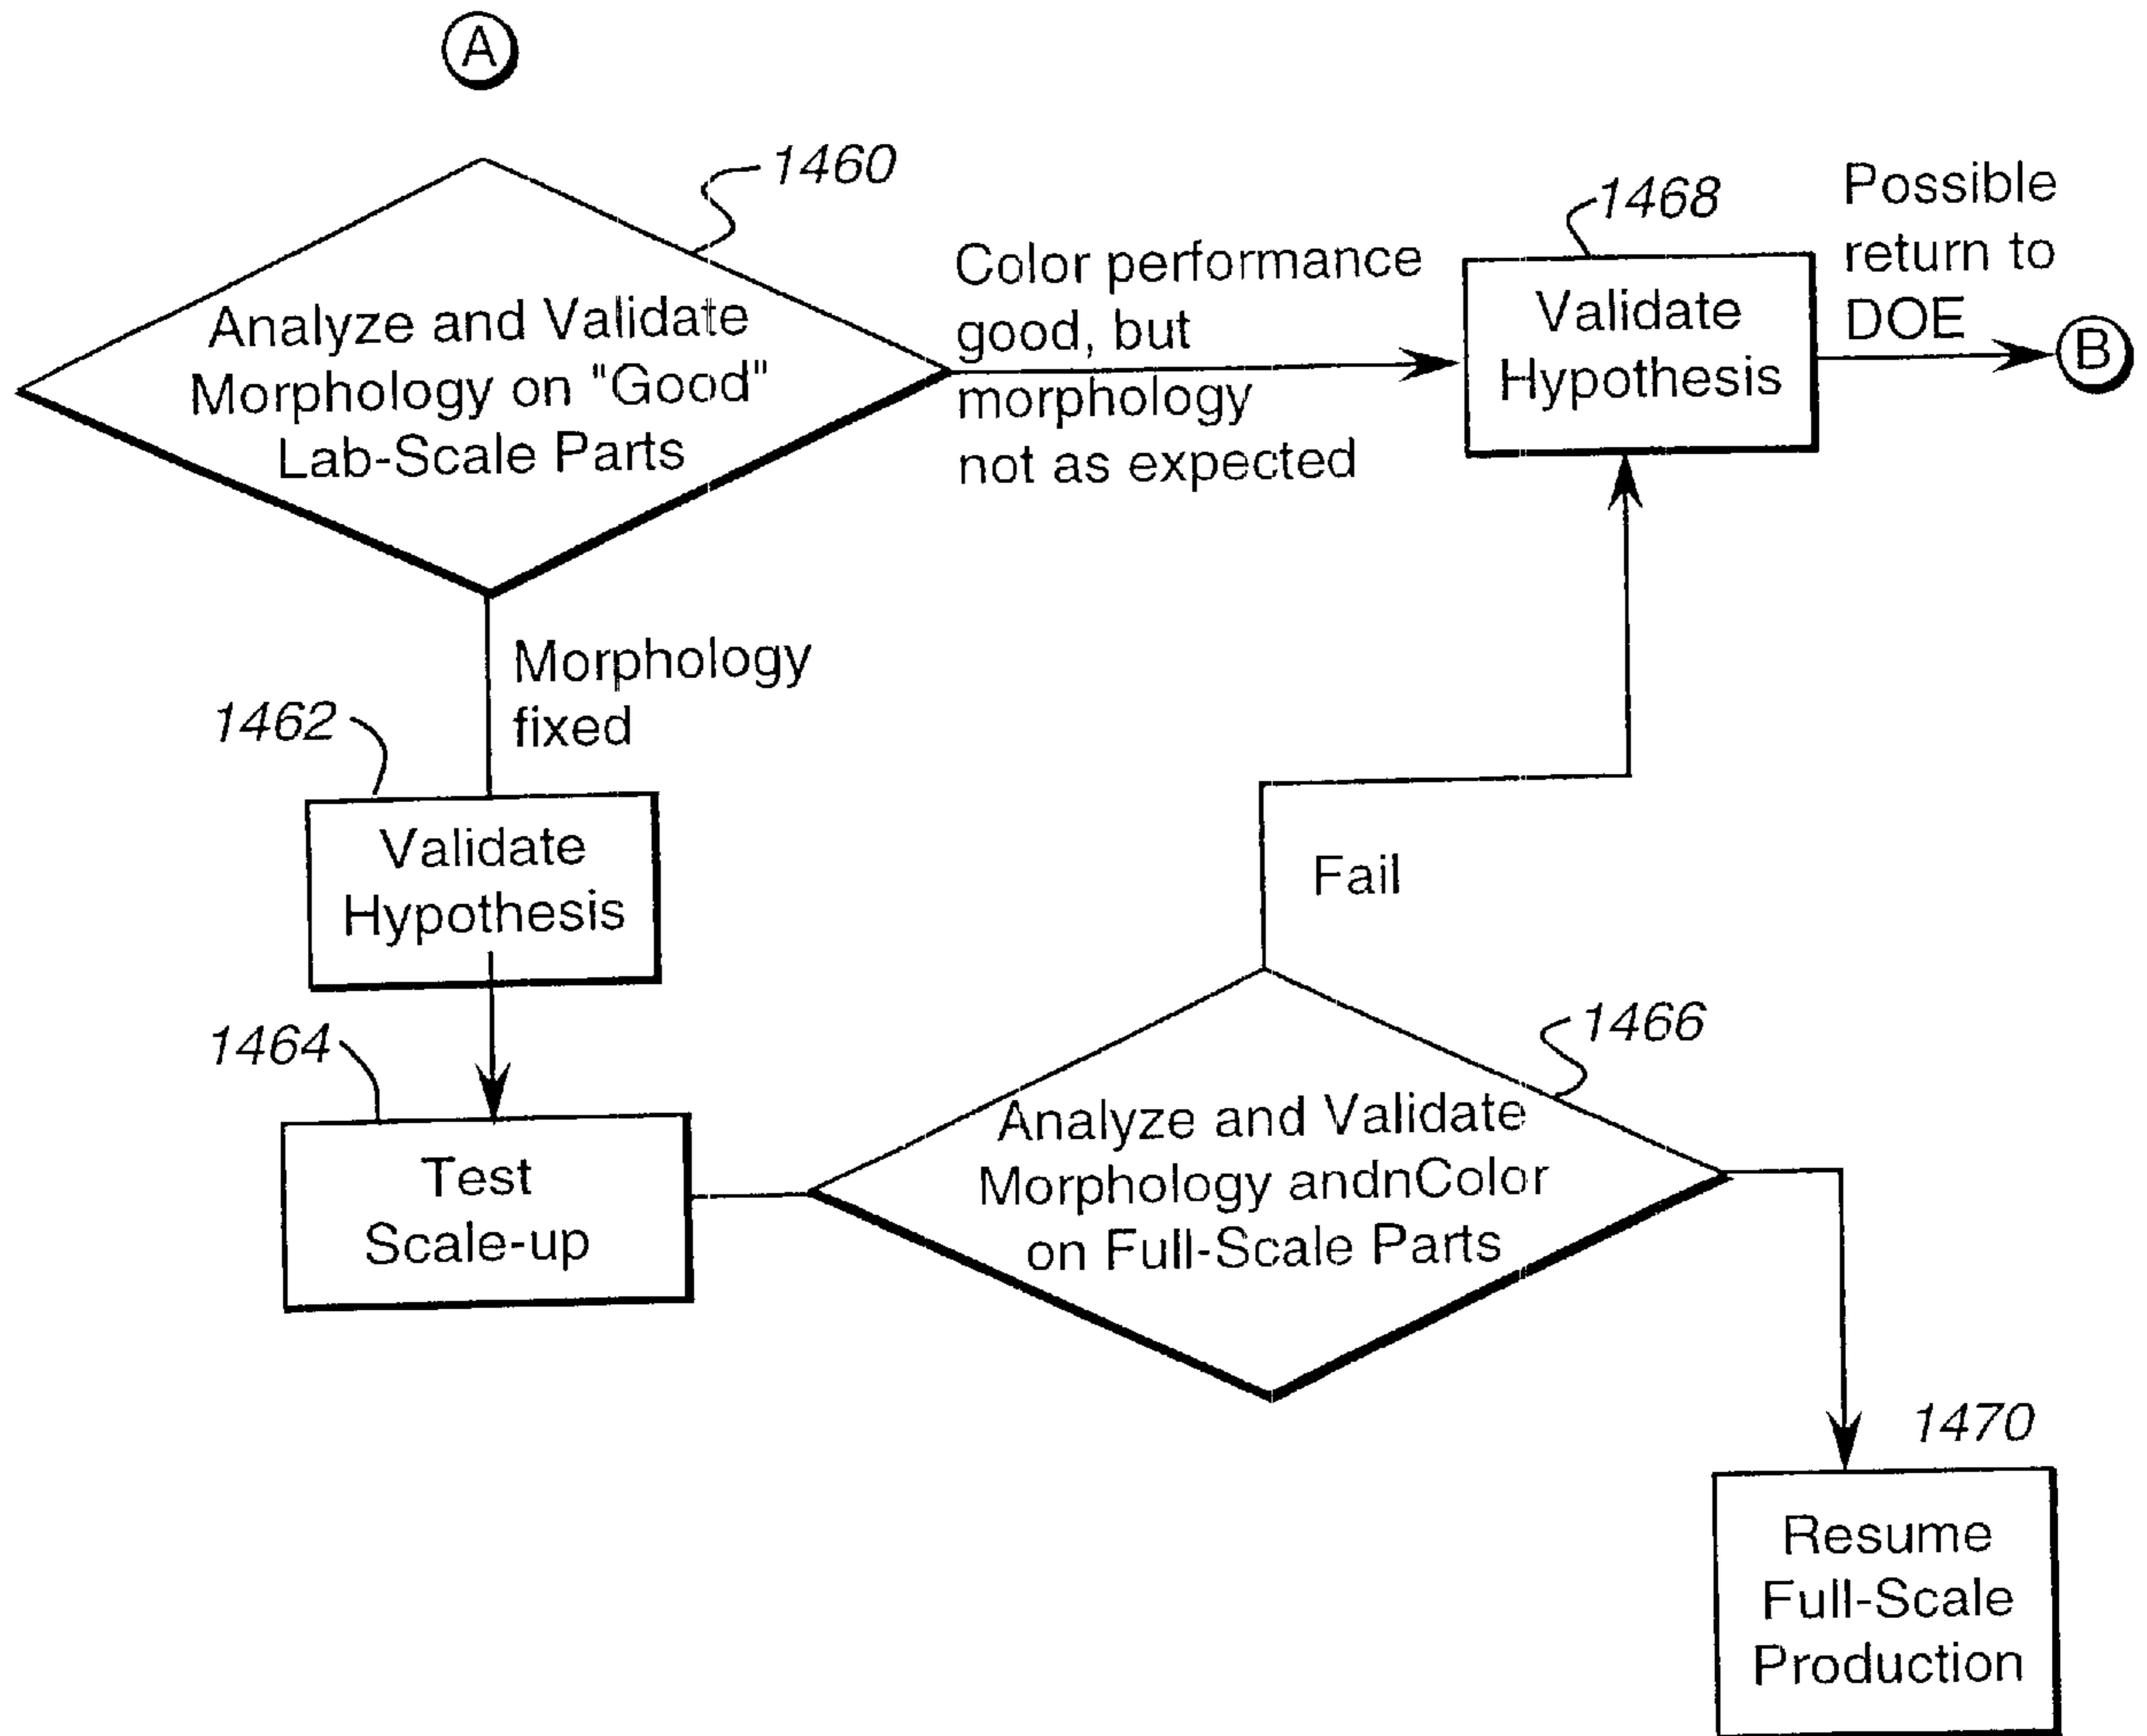 A
1460
Analyze and Validate
Morphology on "Good"
Lab-Scale Parts
Color performance
good, but
morphology
not as expected
1468
Validate
Hypothesis
Possible
return to
DOE
B
Morphology
fixed
1462
Validate
Hypothesis
1464
Test
Scale-up
Fail
1466
Analyze and Validate
Morphology andnColor
on Full-Scale Parts
1470
Resume
Full-Scale
Production